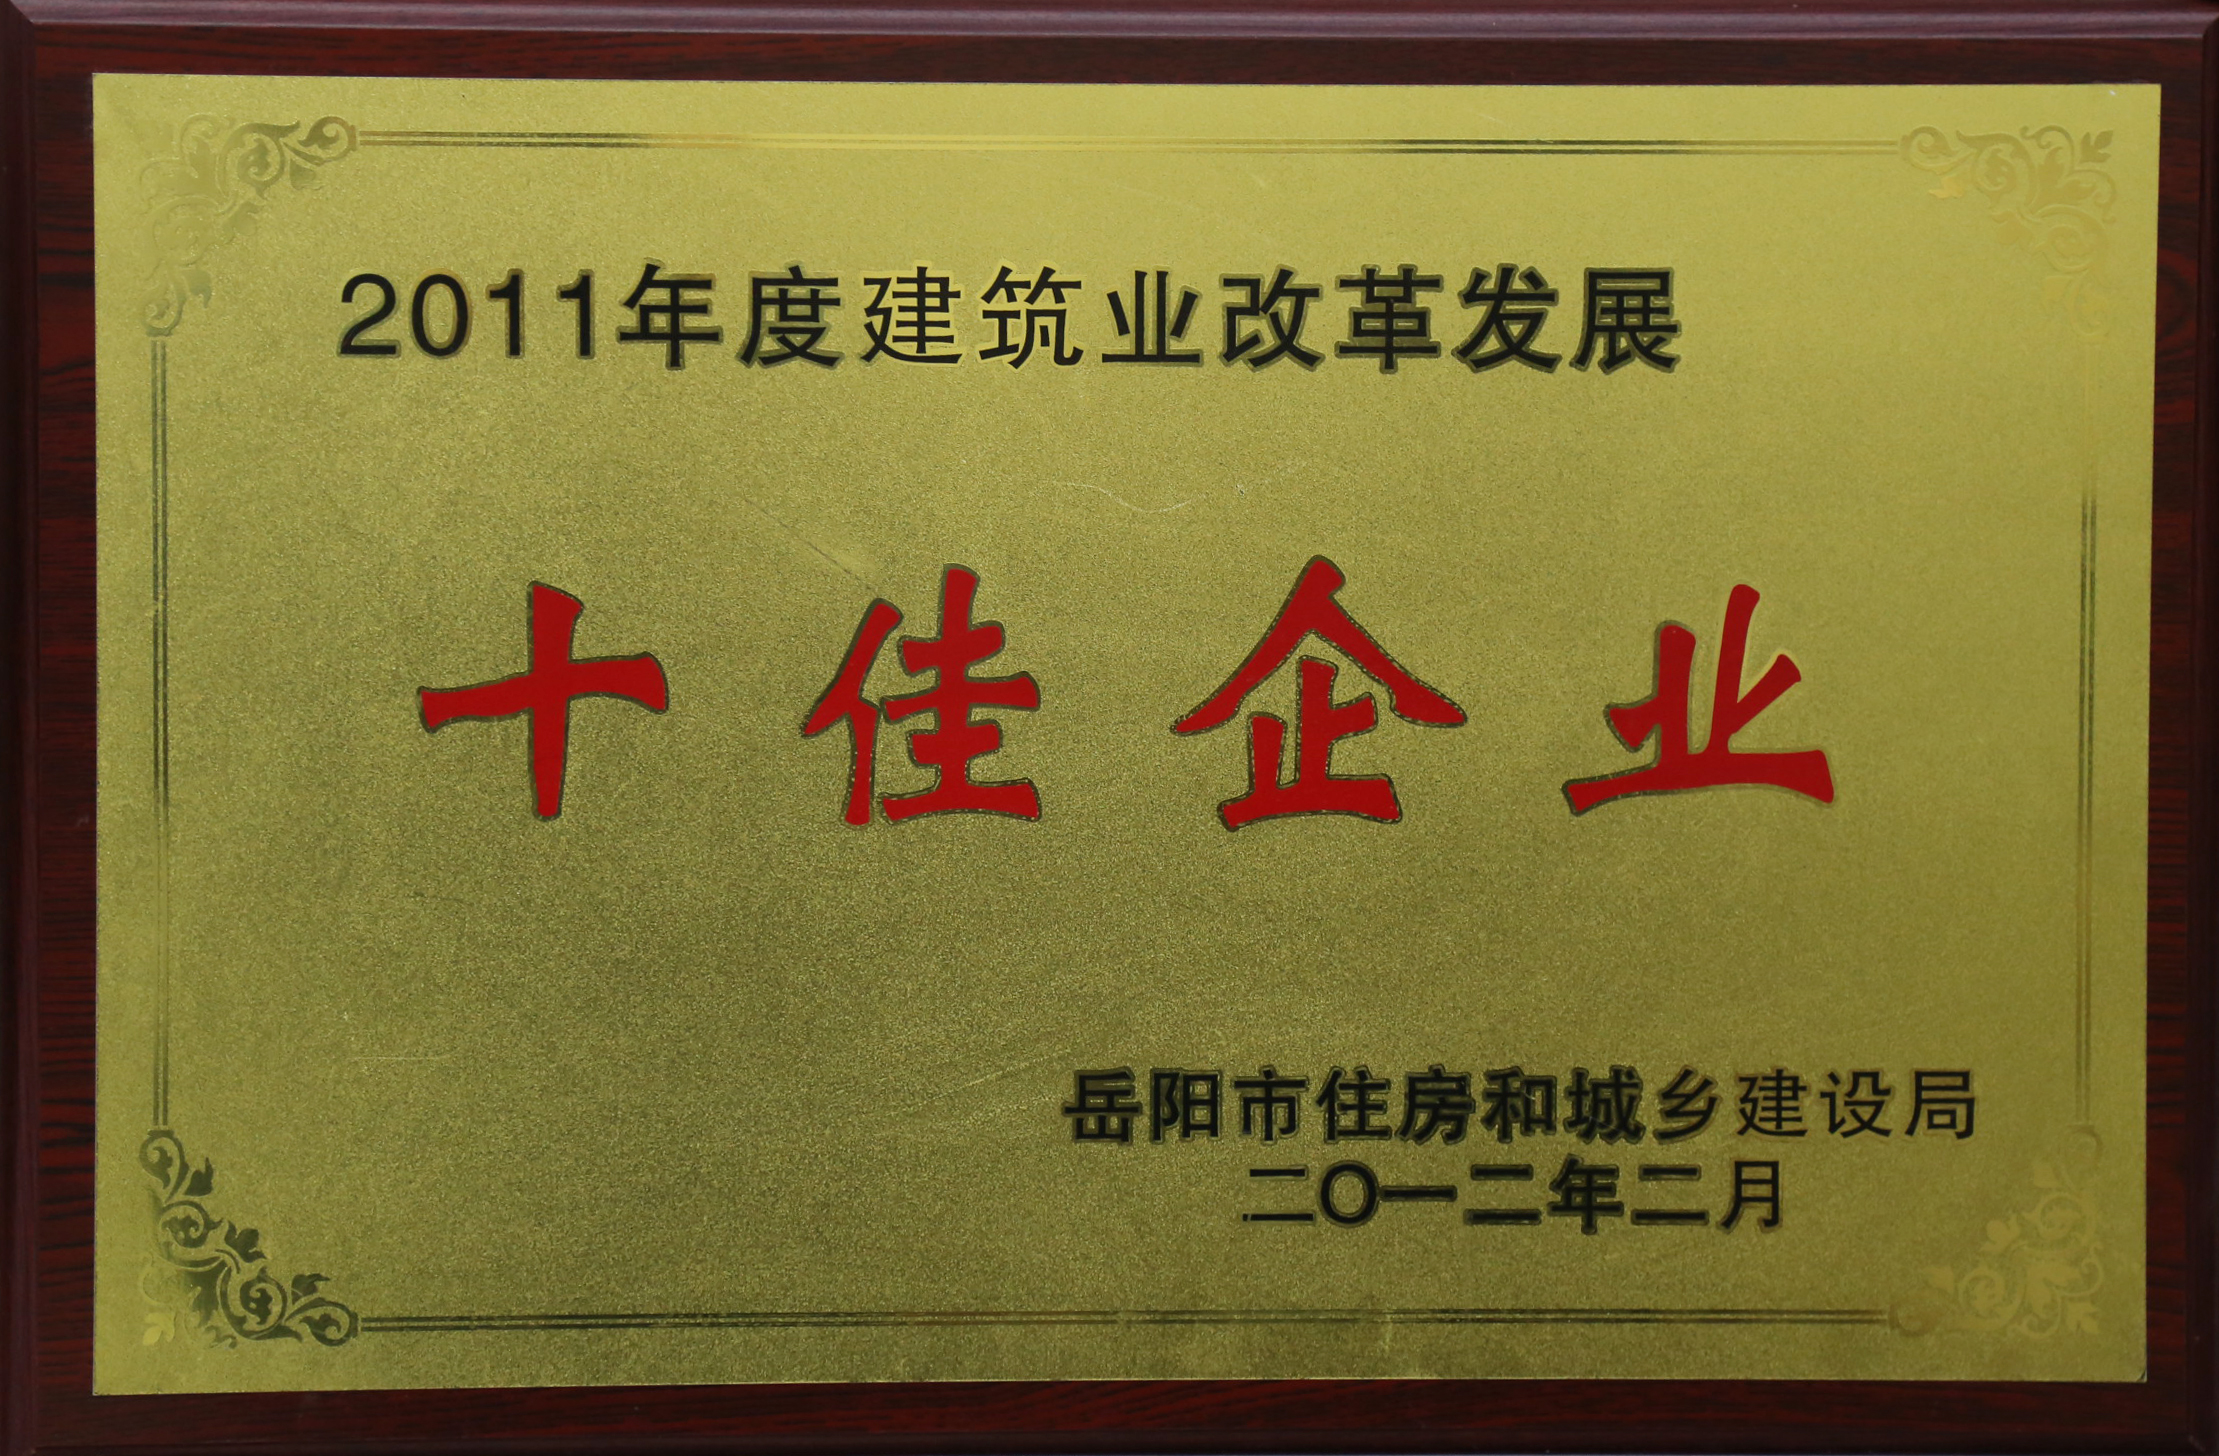 2011年度建筑业改革发展
十佳企业
岳阳市住房和城乡建设局
二〇一二年二月